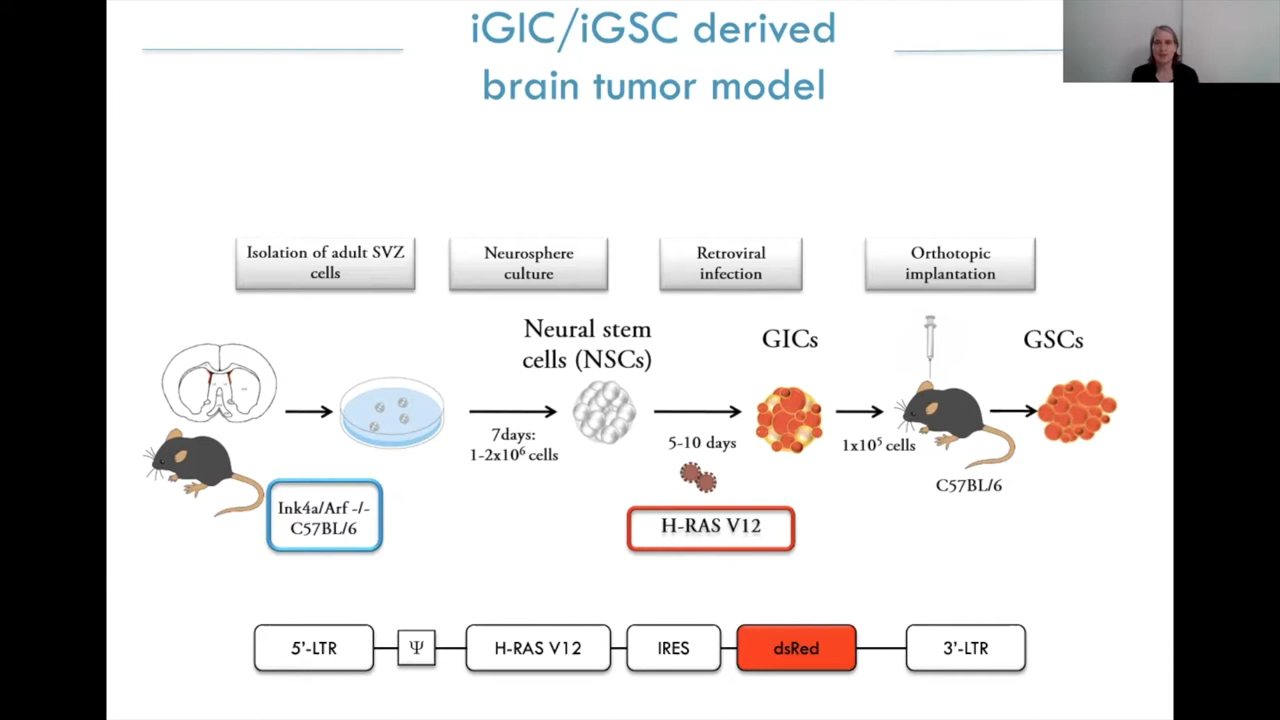 iGIC/iGSC derived
brain tumor model
Isolation of adult SVZ
cells
Neurosphere
culture
Retroviral
infection
Orthotopic
implantation
Neural stem
cells (NSCs)
GICs
GSCs
7days:
1-2x10⁶ cells
5-10 days
1x10⁵ cells
C57BL/6
Ink4a/Arf -/-
C57BL/6
H-RAS V12
5'-LTR
Ψ
H-RAS V12
IRES
dsRed
3'-LTR